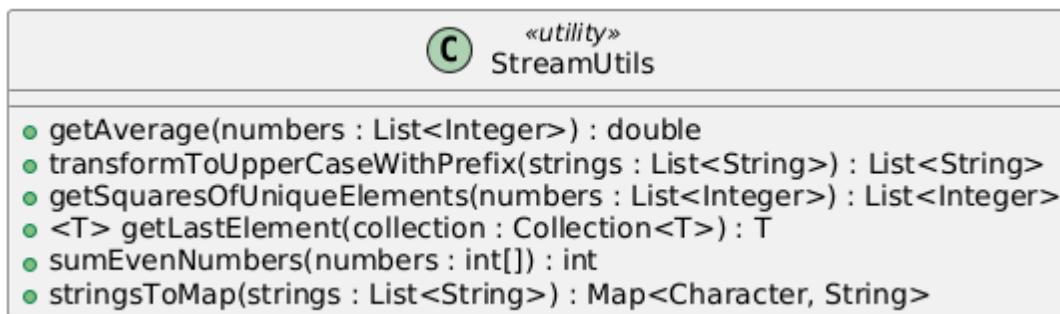 C
«utility»
StreamUtils
getAverage(numbers : List<Integer>) : double
transformToUpperCaseWithPrefix(strings : List<String>) : List<String>
getSquaresOfUniqueElements(numbers : List<Integer>) : List<Integer>
<T> getLastElement(collection : Collection<T>) : T
sumEvenNumbers(numbers : int[]) : int
stringsToMap(strings : List<String>) : Map<Character, String>